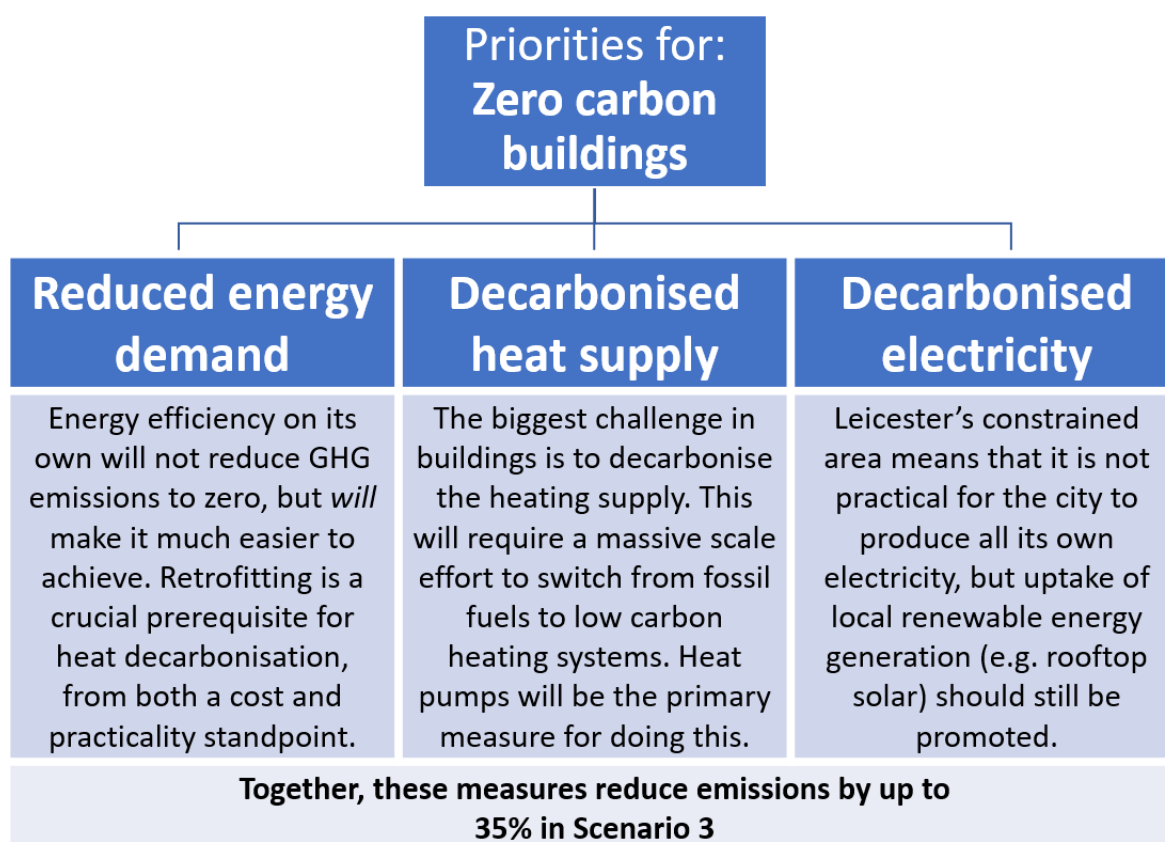 Priorities for:
Zero carbon
buildings
Reduced energy
demand
Energy efficiency on its
own will not reduce GHG
emissions to zero, but will
make it much easier to
achieve. Retrofitting is a
crucial prerequisite for
heat decarbonisation,
from both a cost and
practicality standpoint.
Decarbonised
heat supply
The biggest challenge in
buildings is to decarbonise
the heating supply. This
will require a massive scale
effort to switch from fossil
fuels to low carbon
heating systems. Heat
pumps will be the primary
measure for doing this.
Decarbonised
electricity
Leicester’s constrained
area means that it is not
practical for the city to
produce all its own
electricity, but uptake of
local renewable energy
generation (e.g. rooftop
solar) should still be
promoted.
Together, these measures reduce emissions by up to
35% in Scenario 3